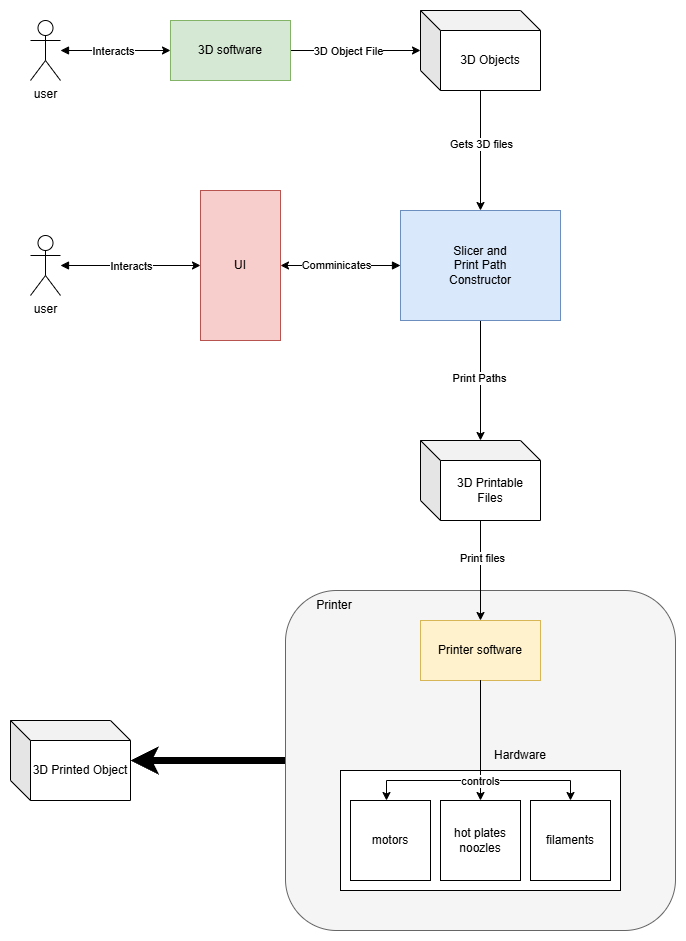 Interacts
3D software
3D Object File
3D Objects
user
Gets 3D files
Interacts
UI
Comminicates
Slicer and
Print Path
Constructor
user
Print Paths
3D Printable
Files
Print files
Printer
Printer software
Hardware
3D Printed Object
controls
motors
hot plates
noozles
filaments